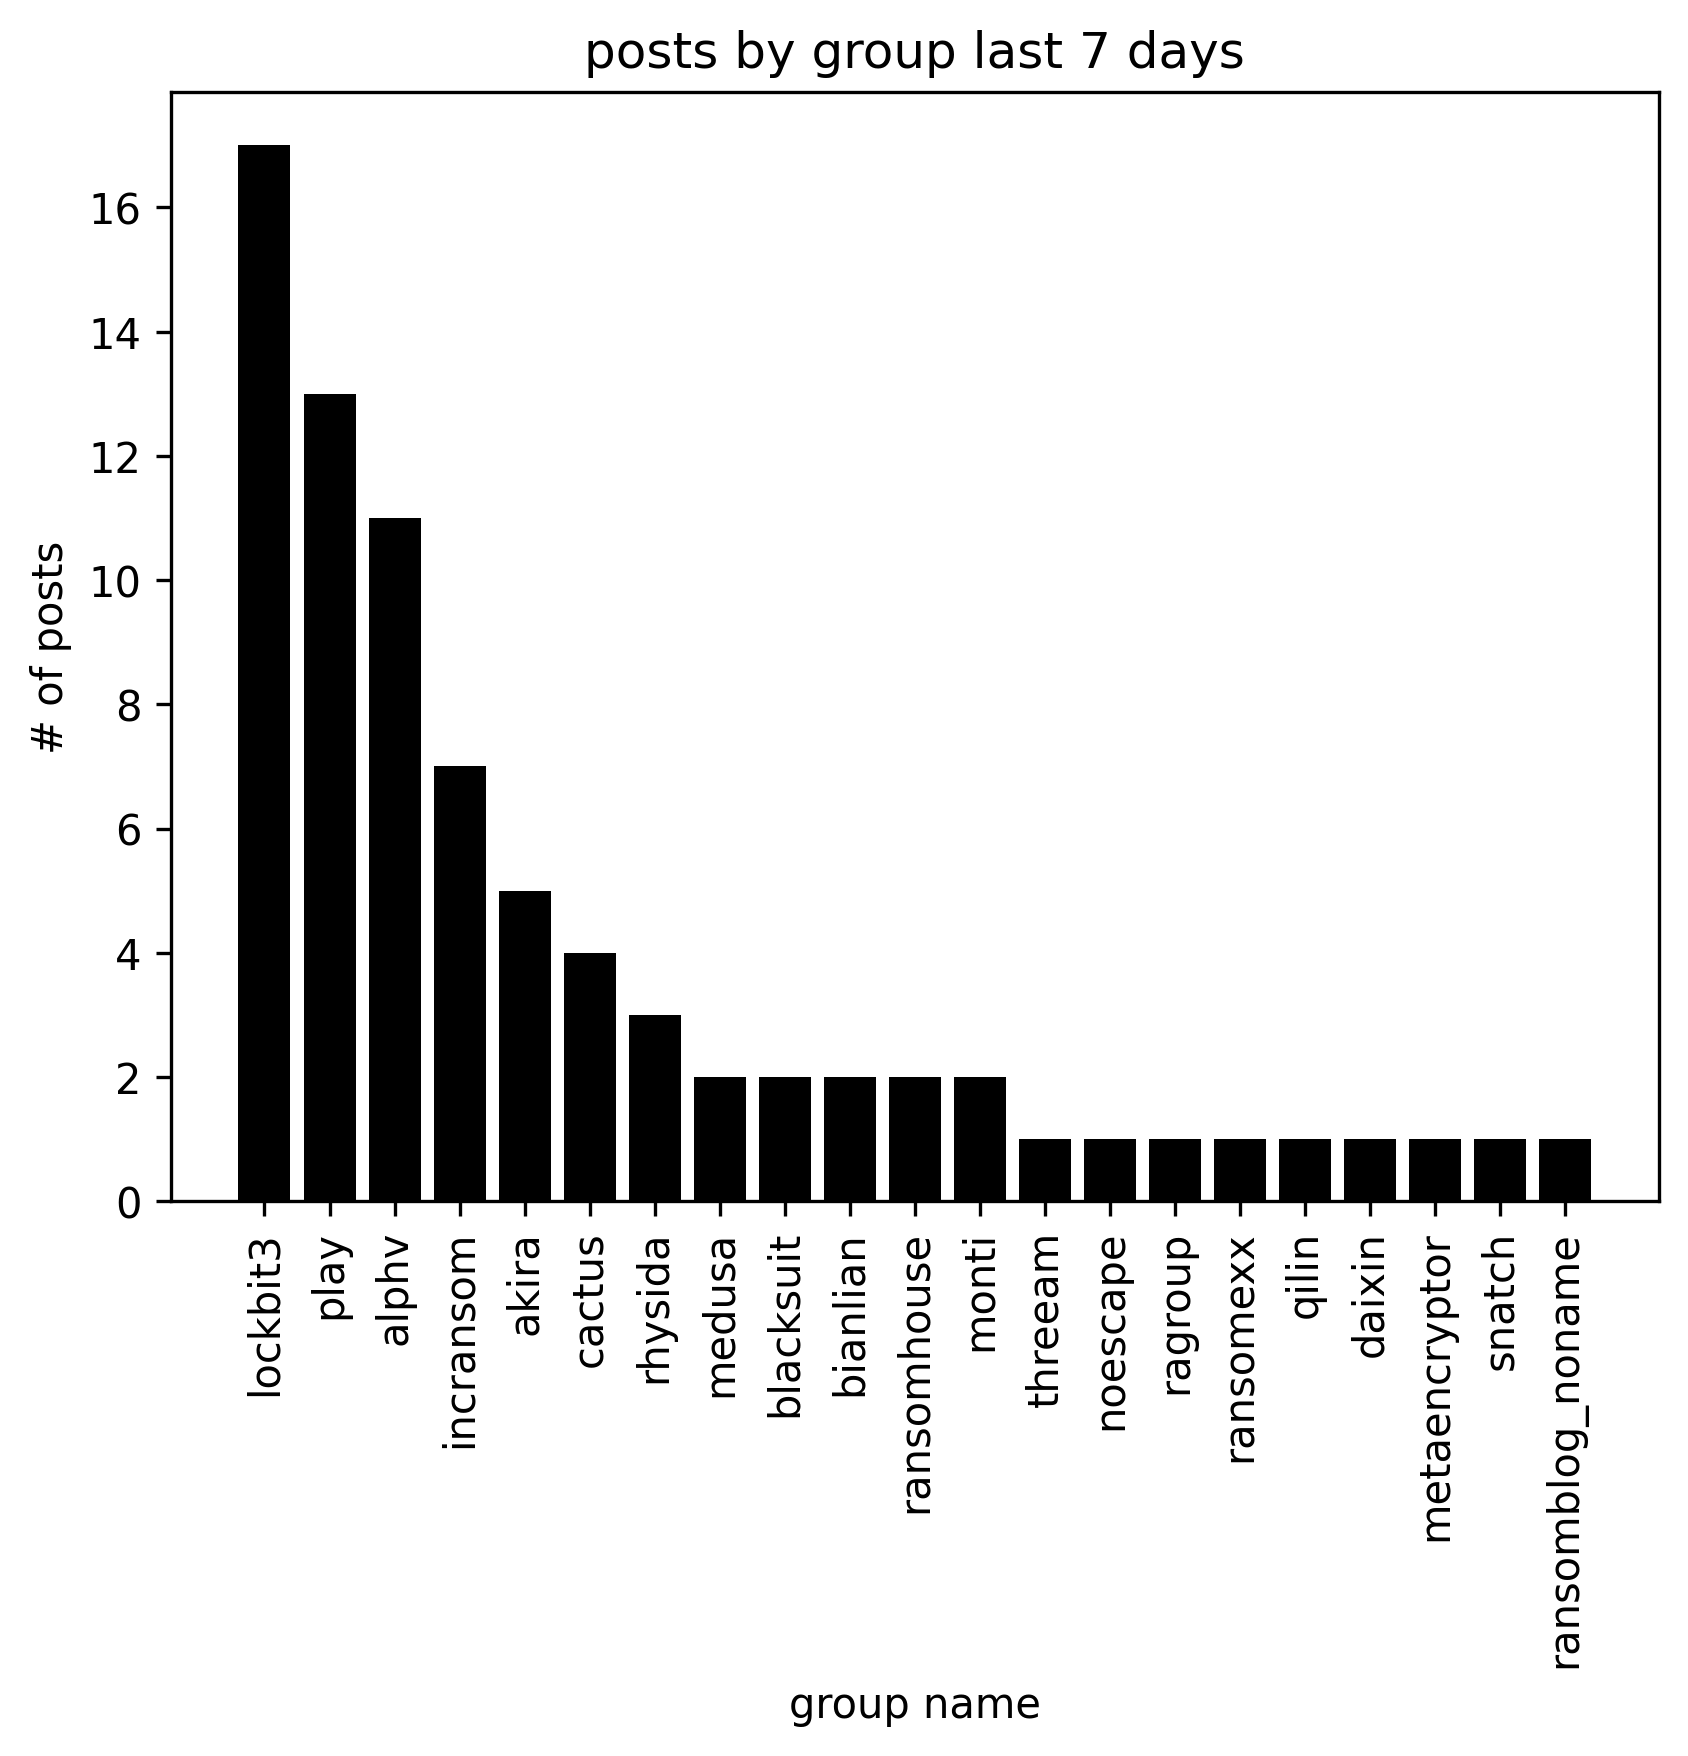 posts by group last 7 days
# of posts
16
14
12
10
8
6
4
2
0
lockbit3
play
alphv
incransom
akira
cactus
rhysida
medusa
blacksuit
bianlian
ransomhouse
monti
threeam
noescape
ragroup
ransomexx
qilin
daixin
metaencryptor
snatch
ransomblog_noname
group name